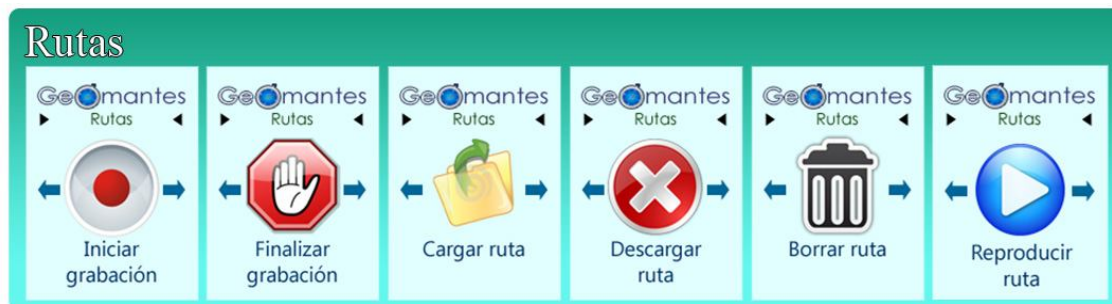 Rutas
GeOmantes
Rutas
Iniciar
grabación
GeOmantes
Rutas
Finalizar
grabación
GeOmantes
Rutas
Cargar ruta
GeOmantes
Rutas
Descargar
ruta
GeOmantes
Rutas
Borrar ruta
GeOmantes
Rutas
Reproducir
ruta